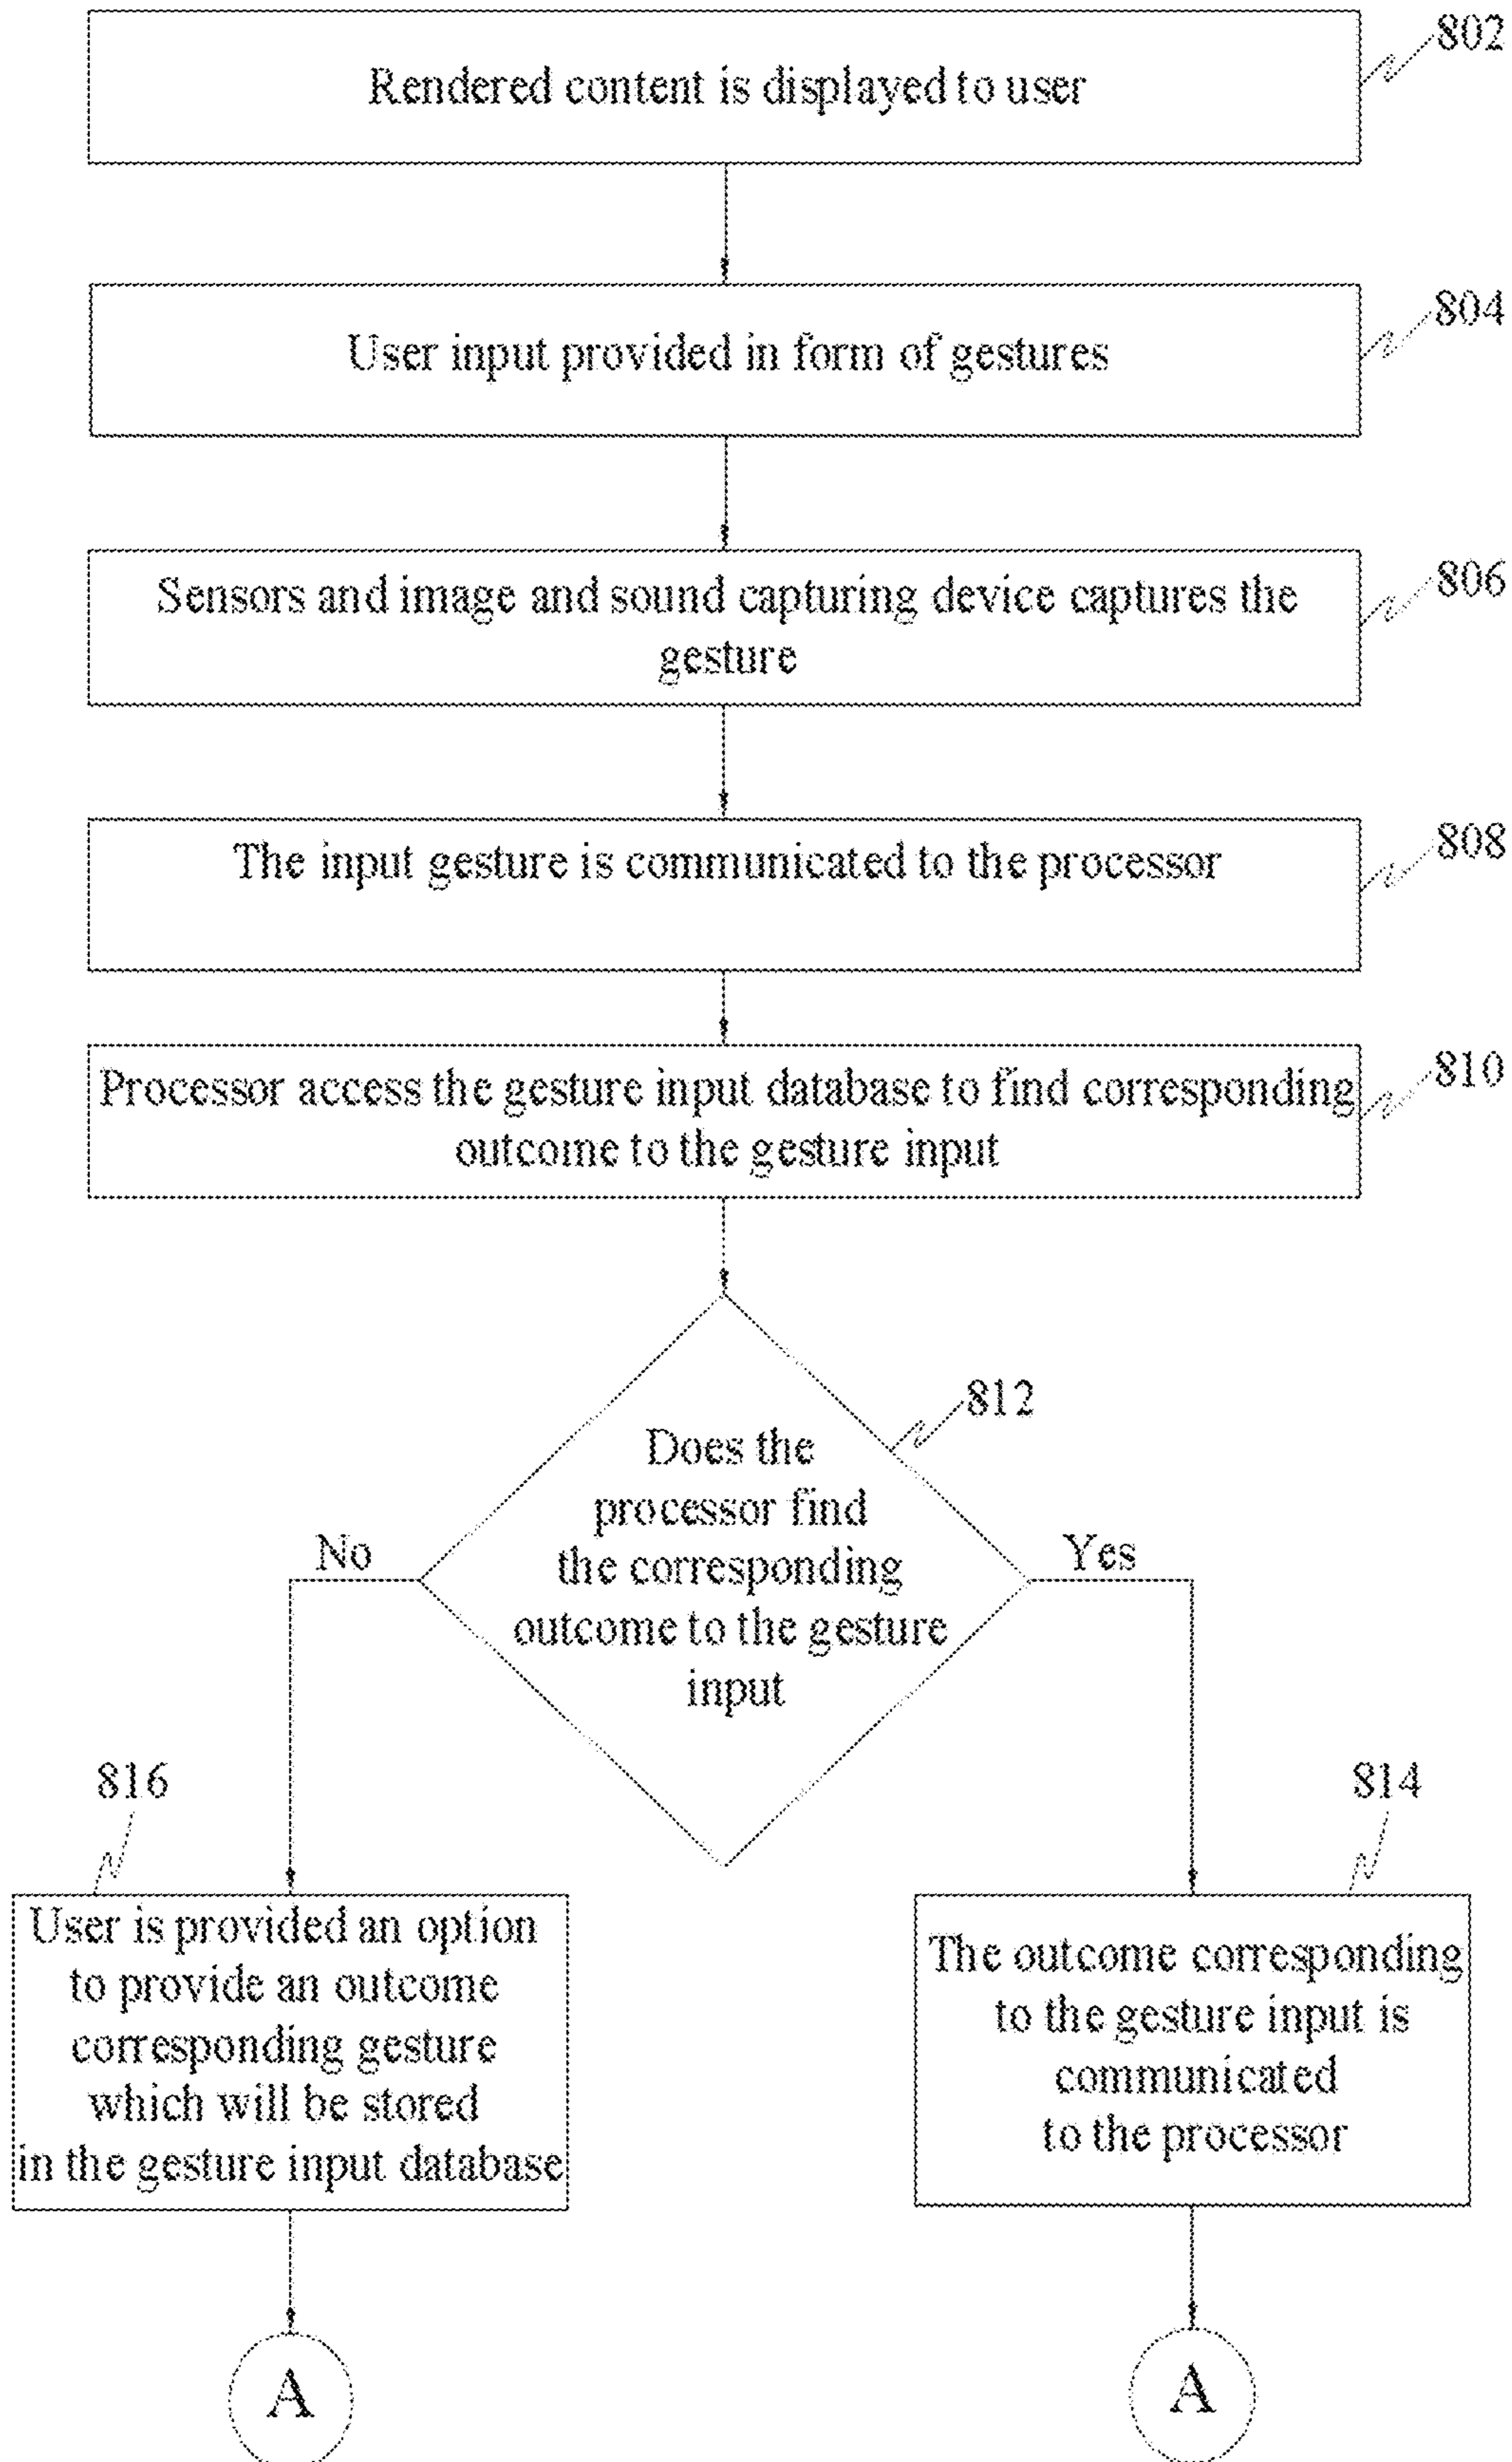 802
Rendered content is displayed to user
804
User input provided in form of gestures
806
Sensors and image and sound capturing device captures the
gesture
808
The input gesture is communicated to the processor
810
Processor access the gesture input database to find corresponding
outcome to the gesture input
812
Does the
processor find
the corresponding
outcome to the gesture
input
No
Yes
816
User is provided an option
to provide an outcome
corresponding gesture
which will be stored
in the gesture input database
814
The outcome corresponding
to the gesture input is
communicated
to the processor
A
A